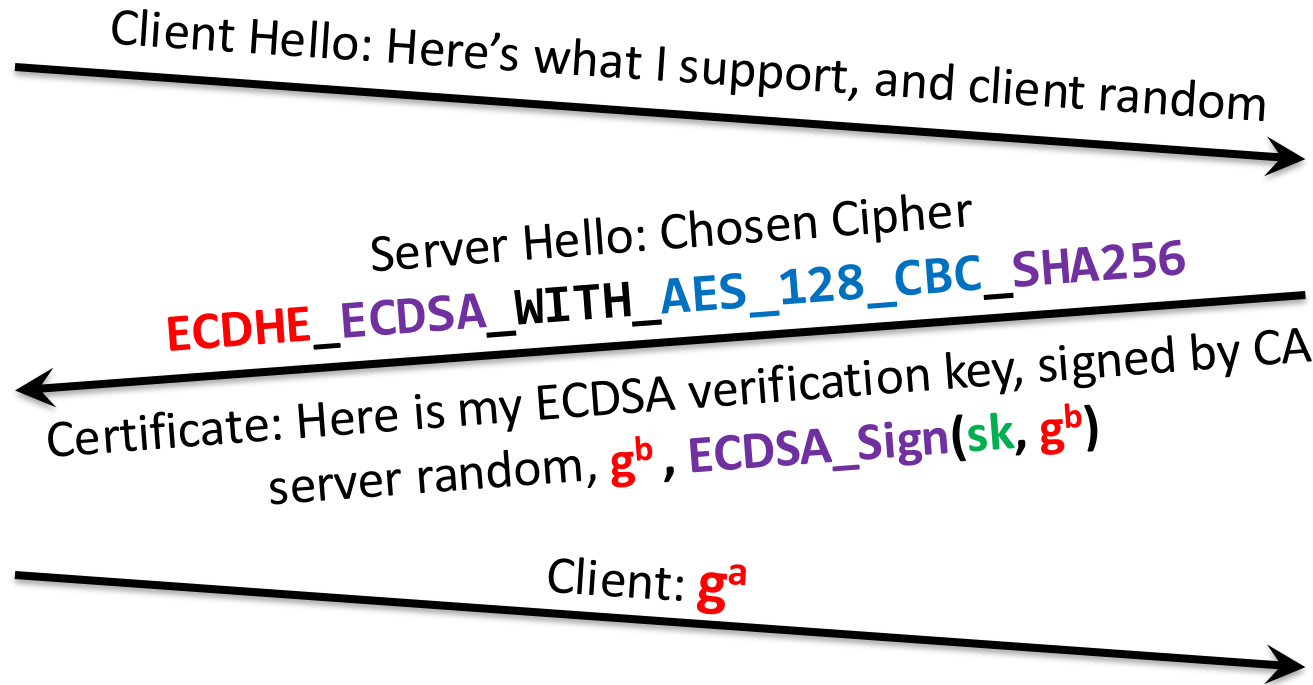 Client Hello: Here’s what I support, and client random
Server Hello: Chosen Cipher
ECDHE_ECDSA_WITH_AES_128_CBC_SHA256
Certificate: Here is my ECDSA verification key, signed by CA
server random, gᵇ , ECDSA_Sign(sk, gᵇ)
Client: gᵃ